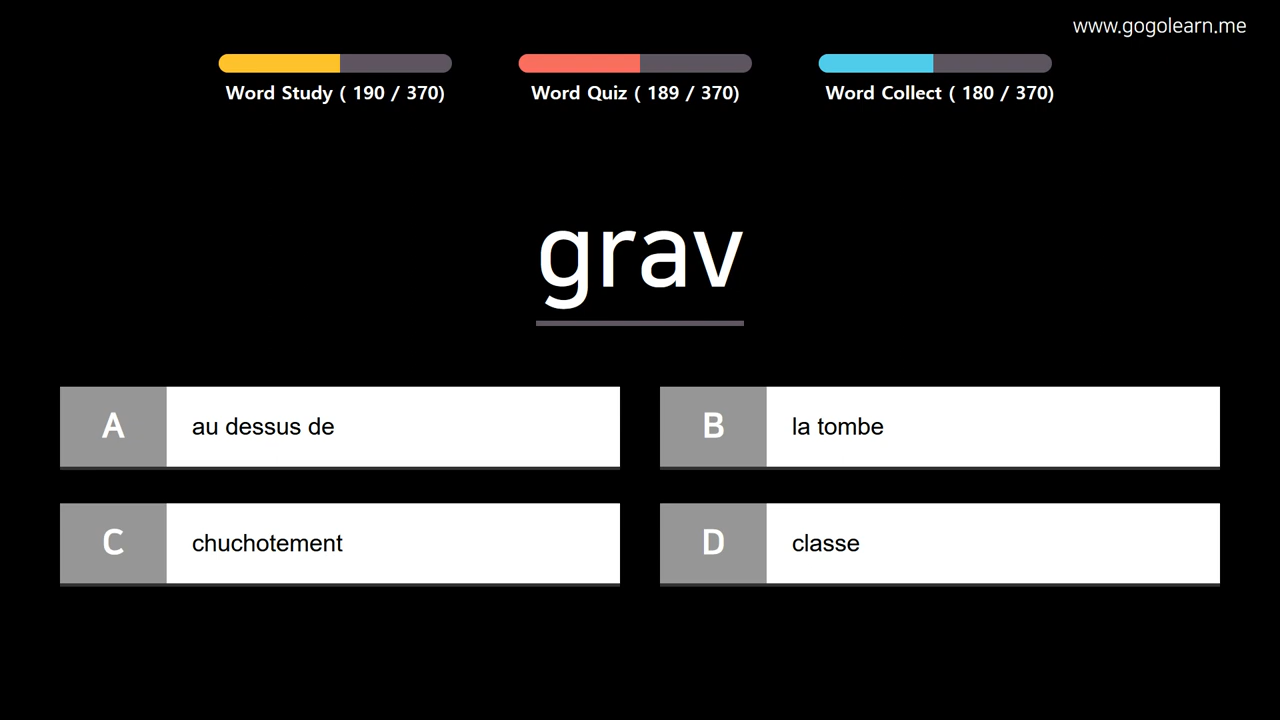 www.gogolearn.me
Word Study ( 190 / 370)
Word Quiz ( 189 / 370)
Word Collect ( 180 / 370)
grav
A
au dessus de
B
la tombe
C
chuchotement
D
classe